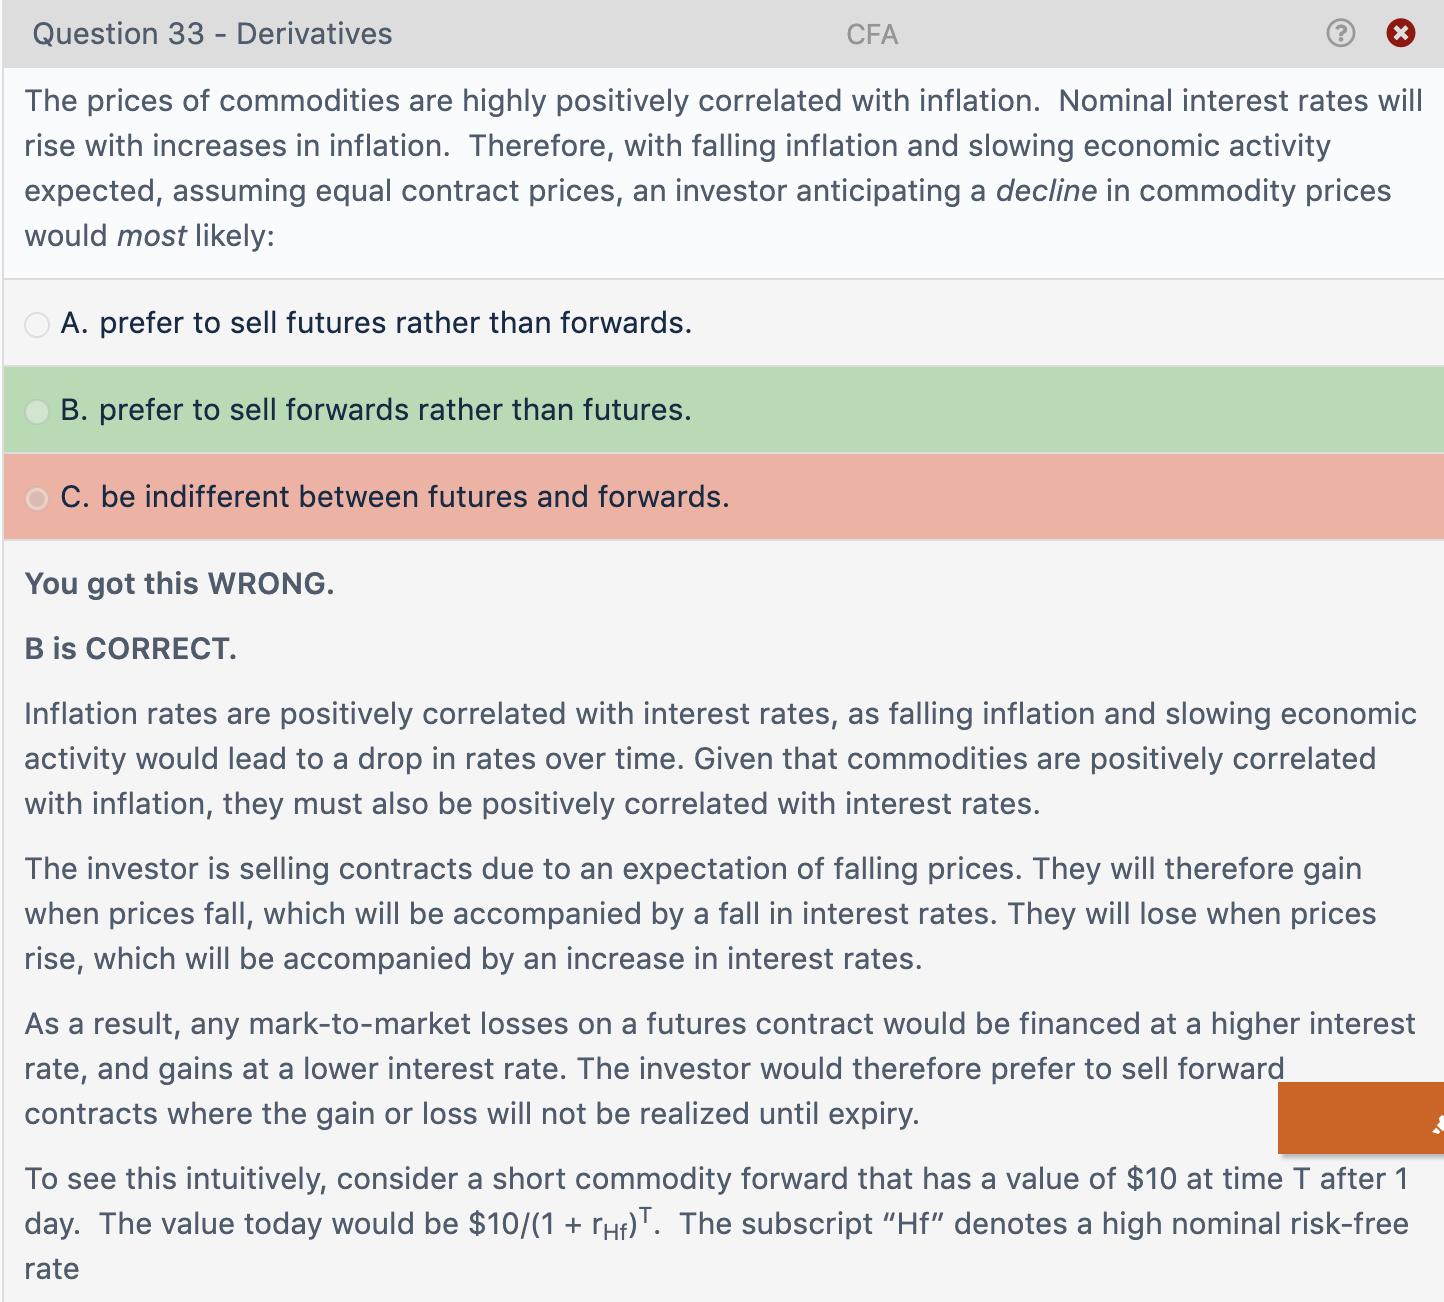 Question 33 - Derivatives CFA
The prices of commodities are highly positively correlated with inflation.  Nominal interest rates will
rise with increases in inflation.  Therefore, with falling inflation and slowing economic activity
expected, assuming equal contract prices, an investor anticipating a decline in commodity prices
would most likely:
A. prefer to sell futures rather than forwards.
B. prefer to sell forwards rather than futures.
C. be indifferent between futures and forwards.
You got this WRONG.
B is CORRECT.
Inflation rates are positively correlated with interest rates, as falling inflation and slowing economic
activity would lead to a drop in rates over time. Given that commodities are positively correlated
with inflation, they must also be positively correlated with interest rates.
The investor is selling contracts due to an expectation of falling prices. They will therefore gain
when prices fall, which will be accompanied by a fall in interest rates. They will lose when prices
rise, which will be accompanied by an increase in interest rates.
As a result, any mark-to-market losses on a futures contract would be financed at a higher interest
rate, and gains at a lower interest rate. The investor would therefore prefer to sell forward
contracts where the gain or loss will not be realized until expiry.
To see this intuitively, consider a short commodity forward that has a value of $10 at time T after 1
day.  The value today would be $10/(1 + r_Hf)^T.  The subscript “Hf” denotes a high nominal risk-free
rate